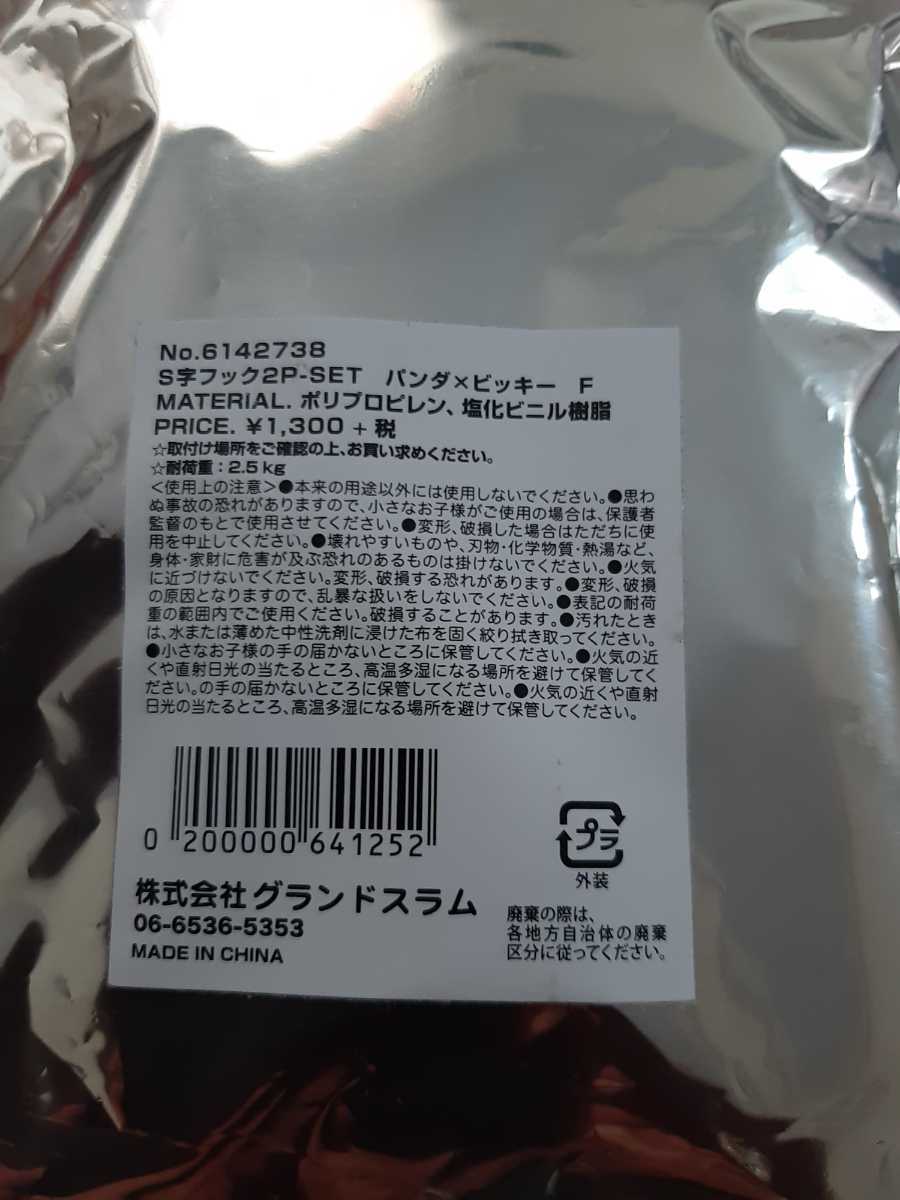 No.6142738
S字フック2P-SET　パンダ×ビッキー　F
MATERIAL. ポリプロピレン、塩化ビニル樹脂
PRICE. ¥1,300 + 税
☆取付け場所をご確認の上、お買い求めください。
☆耐荷重：2.5kg
＜使用上の注意＞●本来の用途以外には使用しないでください。●思わ
ぬ事故の恐れがありますので、小さなお子様がご使用の場合は、保護者
監督のもとで使用させてください。●変形、破損した場合はただちに使
用を中止してください。●壊れやすいものや、刃物・化学物質・熱湯など、
身体・家財に危害が及ぶ恐れのあるものは掛けないでください。●火気
に近づけないでください。変形、破損する恐れがあります。●変形、破損
の原因となりますので、乱暴な扱いをしないでください。●表記の耐荷
重の範囲内でご使用ください。破損することがあります。●汚れたとき
は、水または薄めた中性洗剤に浸けた布を固く絞り拭き取ってください。
●小さなお子様の手の届かないところに保管してください。●火気の近
くや直射日光の当たるところ、高温多湿になる場所を避けて保管してく
ださい。の手の届かないところに保管してください。●火気の近くや直射
日光の当たるところ、高温多湿になる場所を避けて保管してください。
0 200000 641252
プラ
外装
株式会社グランドスラム
06-6536-5353
MADE IN CHINA
廃棄の際は、
各地方自治体の廃棄
区分に従ってください。